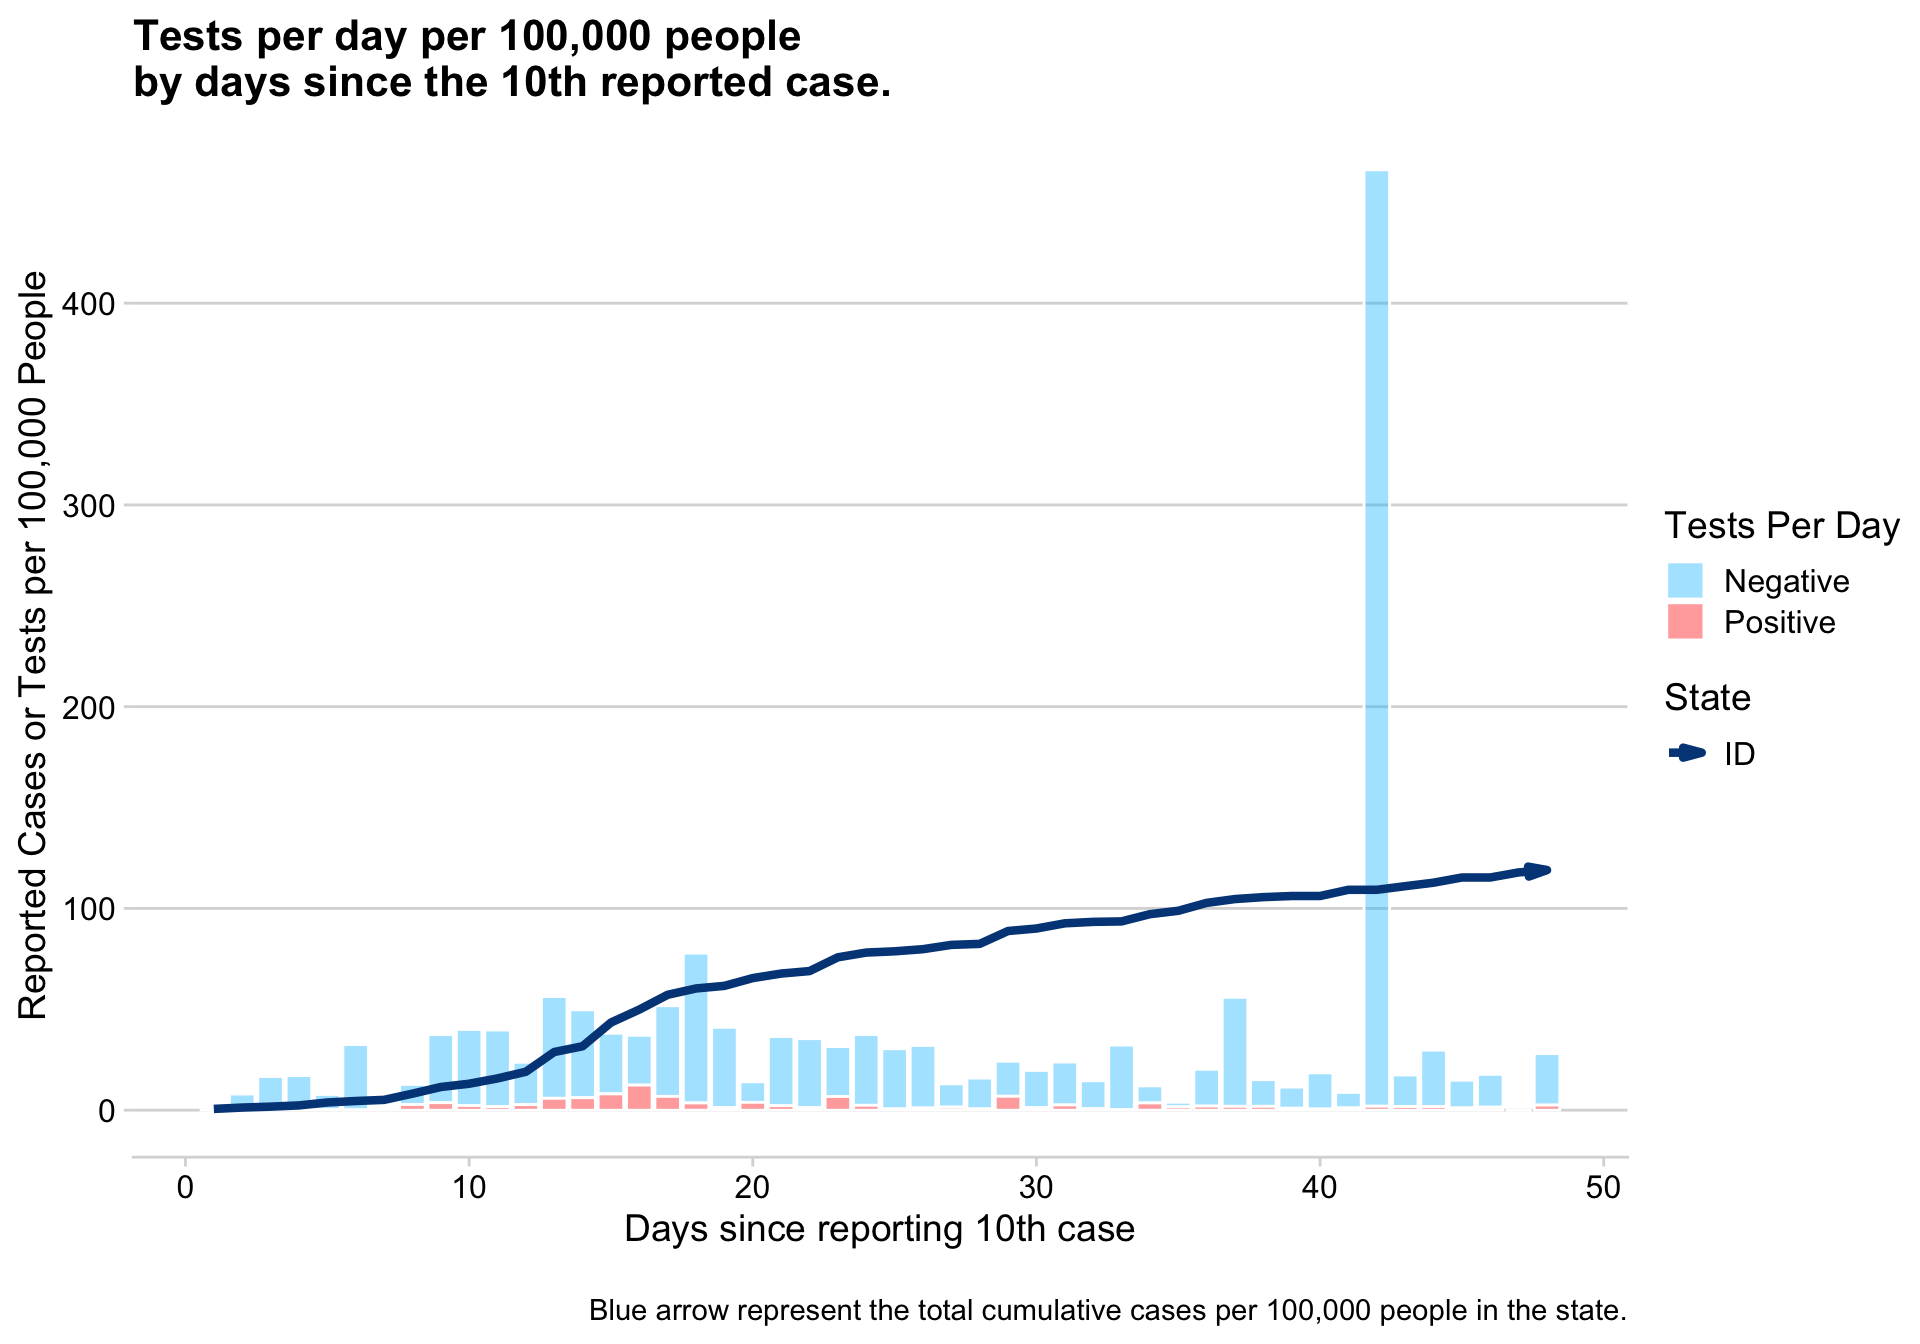 Tests per day per 100,000 people
by days since the 10th reported case.
Reported Cases or Tests per 100,000 People
400
300
200
100
0
0
10
20
30
40
50
Days since reporting 10th case
Tests Per Day
Negative
Positive
State
ID
Blue arrow represent the total cumulative cases per 100,000 people in the state.